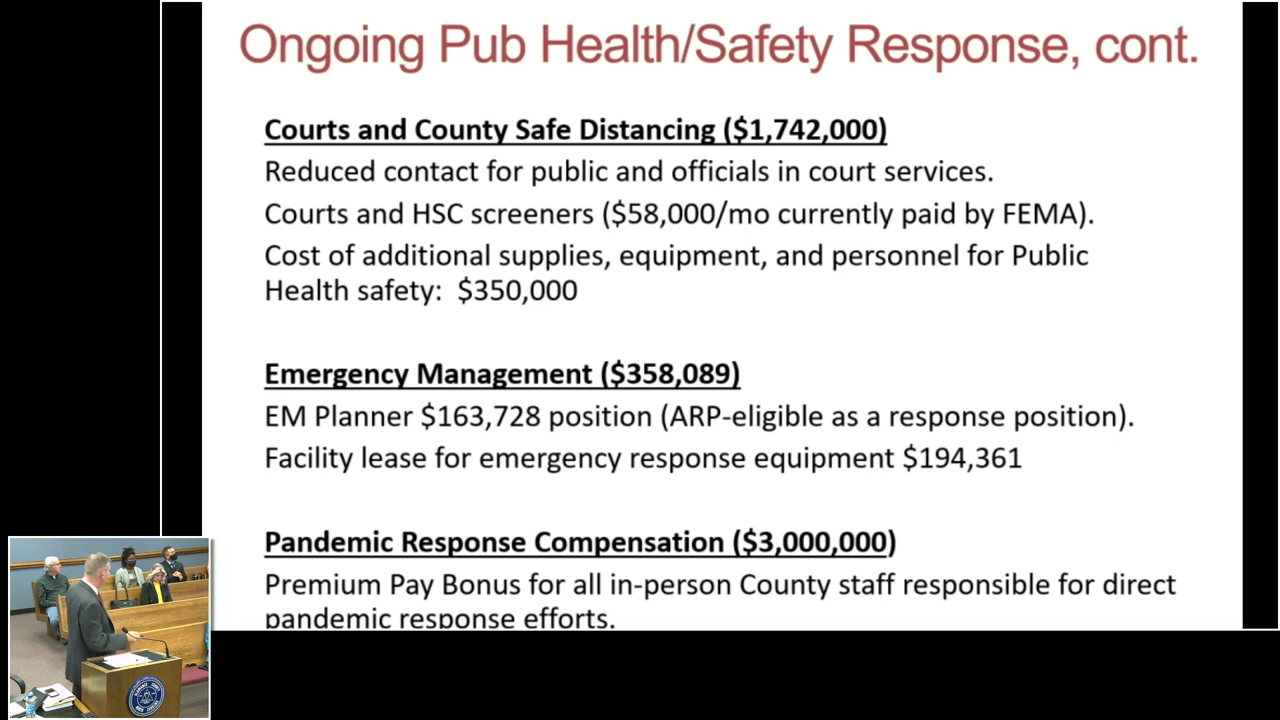 Ongoing Pub Health/Safety Response, cont.
Courts and County Safe Distancing ($1,742,000)
Reduced contact for public and officials in court services.
Courts and HSC screeners ($58,000/mo currently paid by FEMA).
Cost of additional supplies, equipment, and personnel for Public
Health safety: $350,000
Emergency Management ($358,089)
EM Planner $163,728 position (ARP-eligible as a response position).
Facility lease for emergency response equipment $194,361
Pandemic Response Compensation ($3,000,000)
Premium Pay Bonus for all in-person County staff responsible for direct
pandemic response efforts.